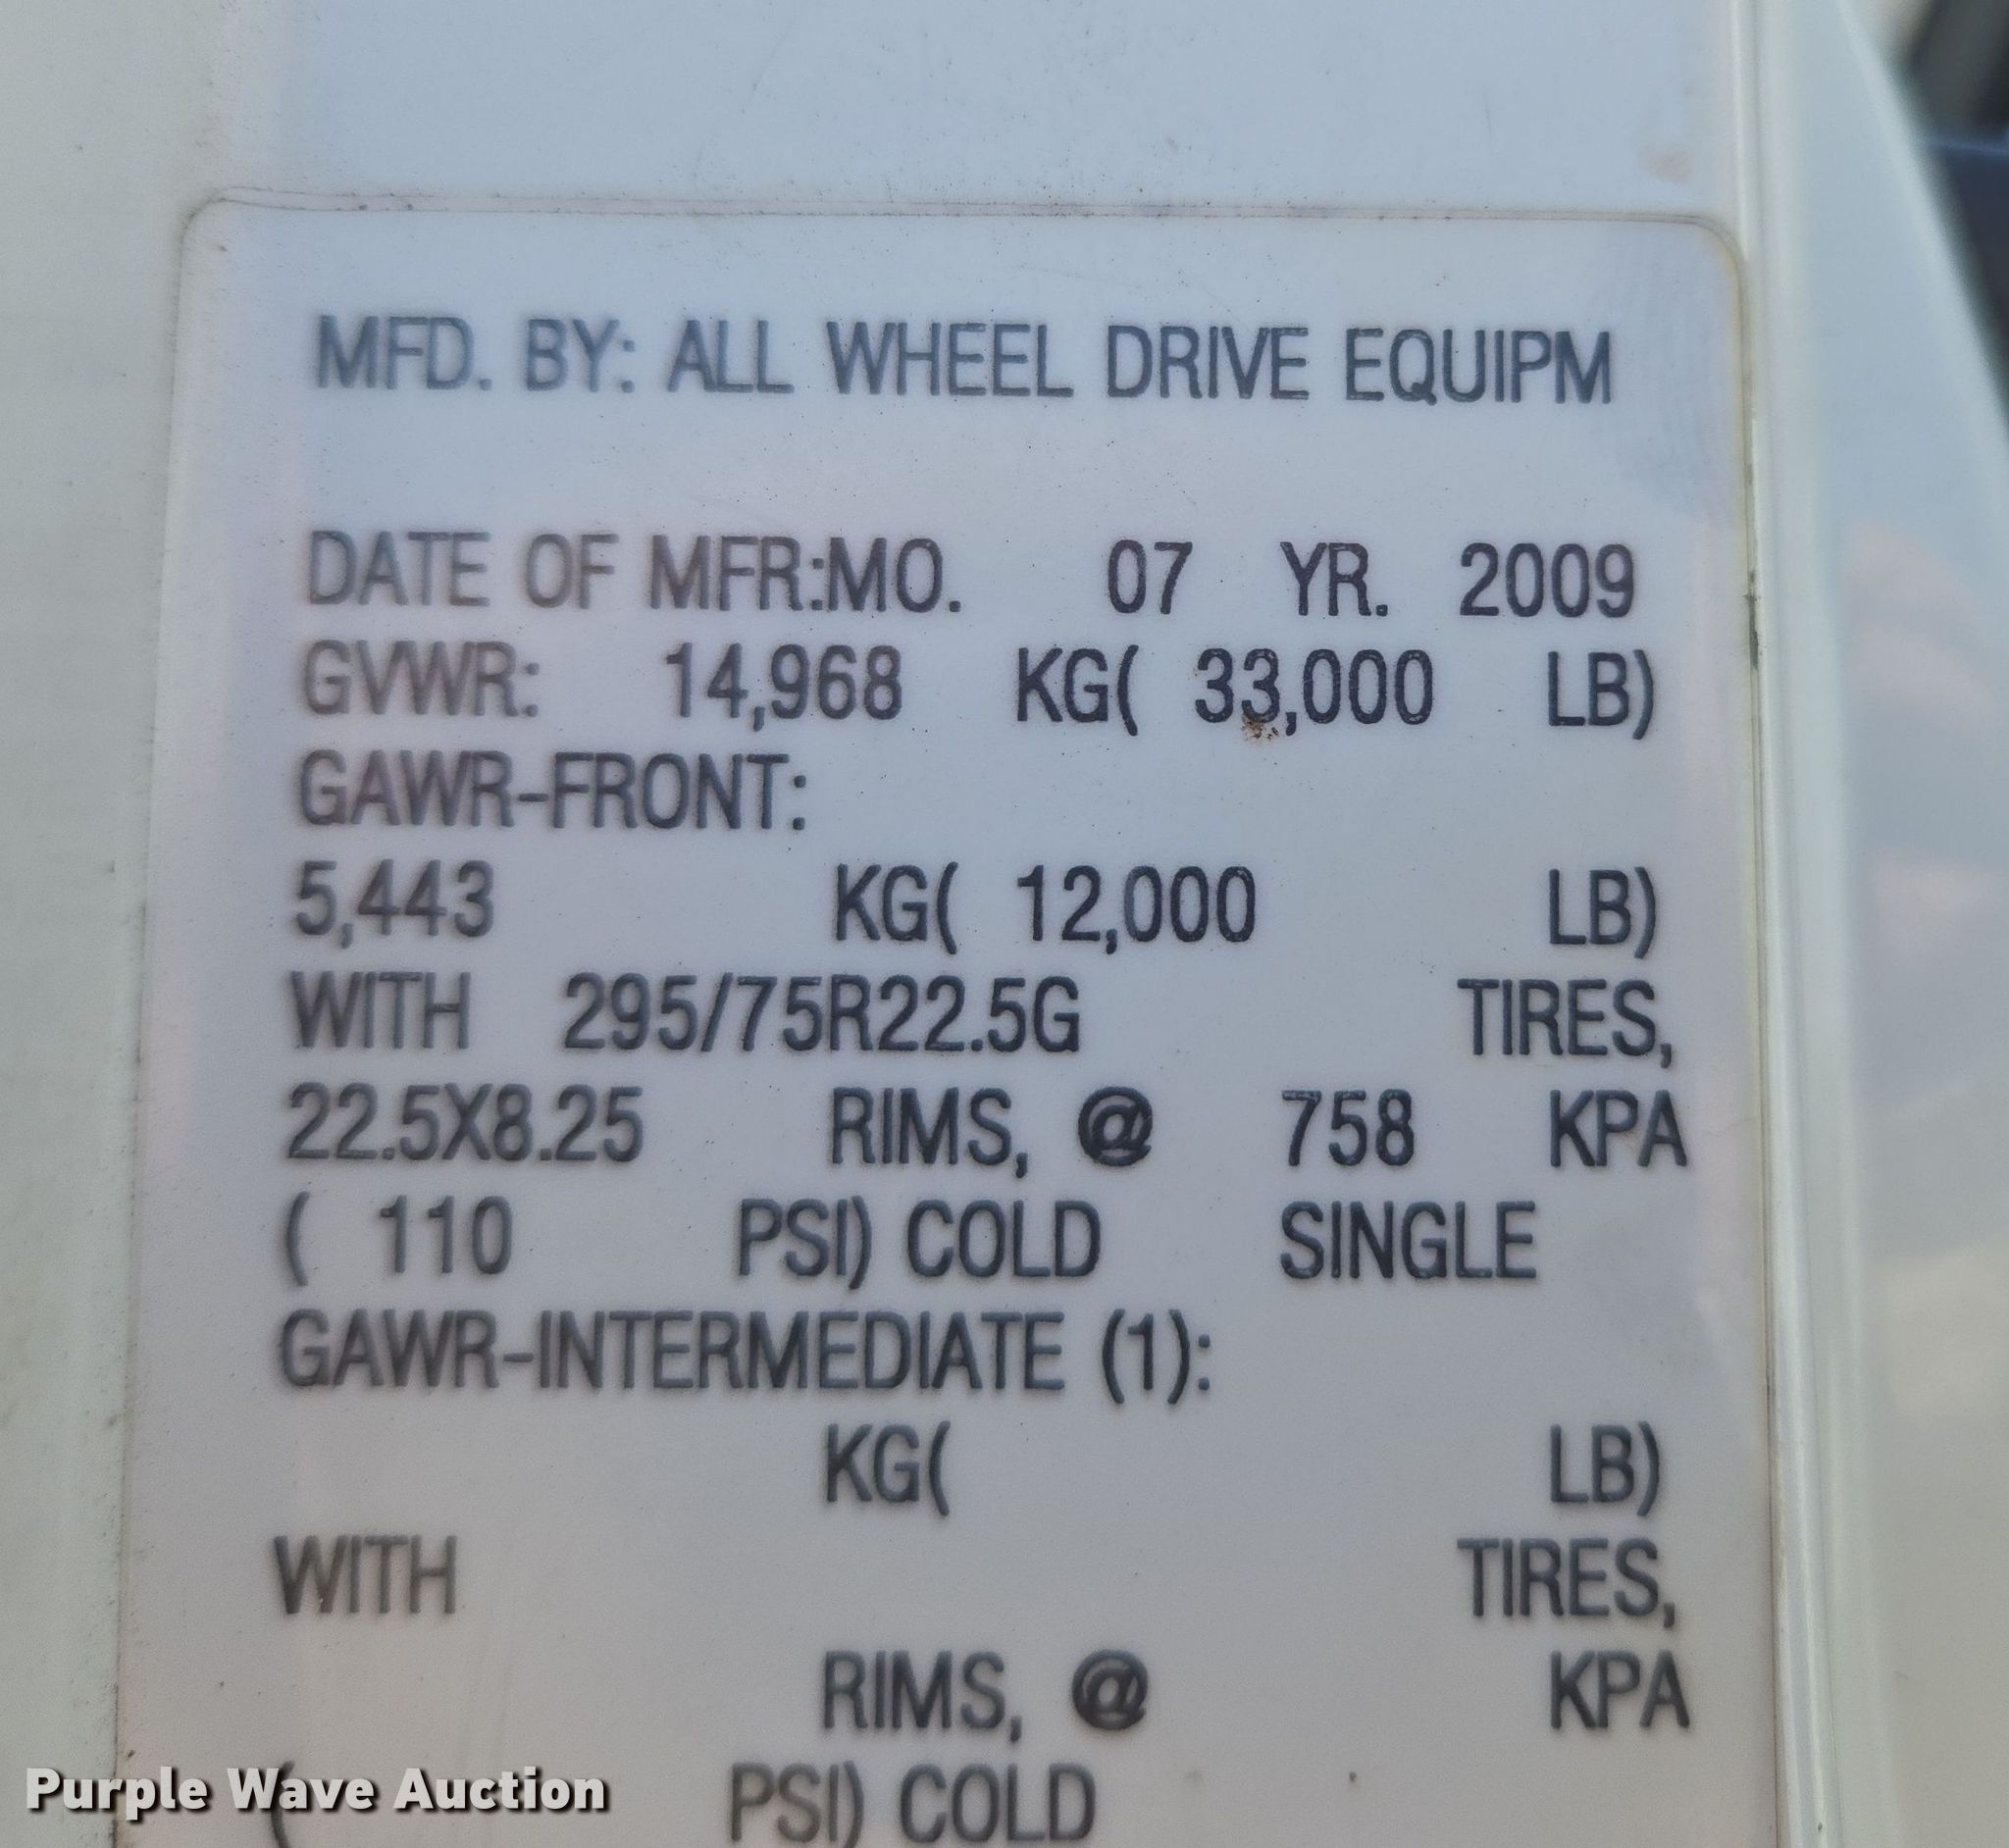 MFD. BY: ALL WHEEL DRIVE EQUIPM
DATE OF MFR:MO. 07 YR. 2009
GVWR: 14,968 KG( 33,000 LB)
GAWR-FRONT:
5,443 KG( 12,000 LB)
WITH 295/75R22.5G TIRES,
22.5X8.25 RIMS, @ 758 KPA
( 110 PSI) COLD SINGLE
GAWR-INTERMEDIATE (1):
KG( LB)
WITH TIRES,
RIMS, @ KPA
( PSI) COLD
Purple Wave Auction